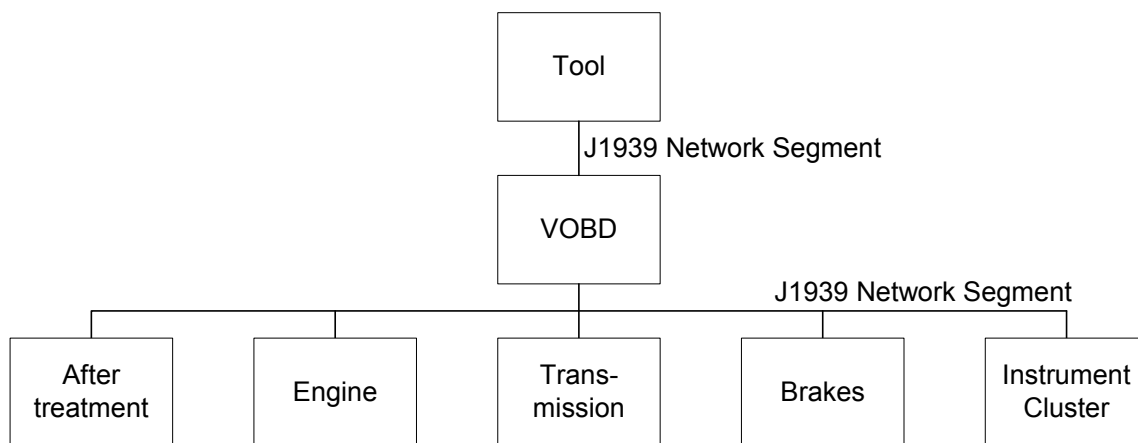 Tool
J1939 Network Segment
VOBD
J1939 Network Segment
After
treatment
Engine
Trans-
mission
Brakes
Instrument
Cluster